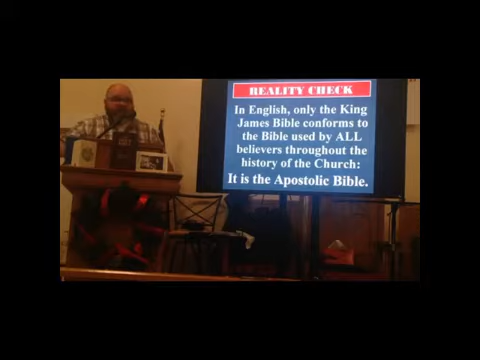 REALITY CHECK
In English, only the King
James Bible conforms to
the Bible used by ALL
believers throughout the
history of the Church:
It is the Apostolic Bible.